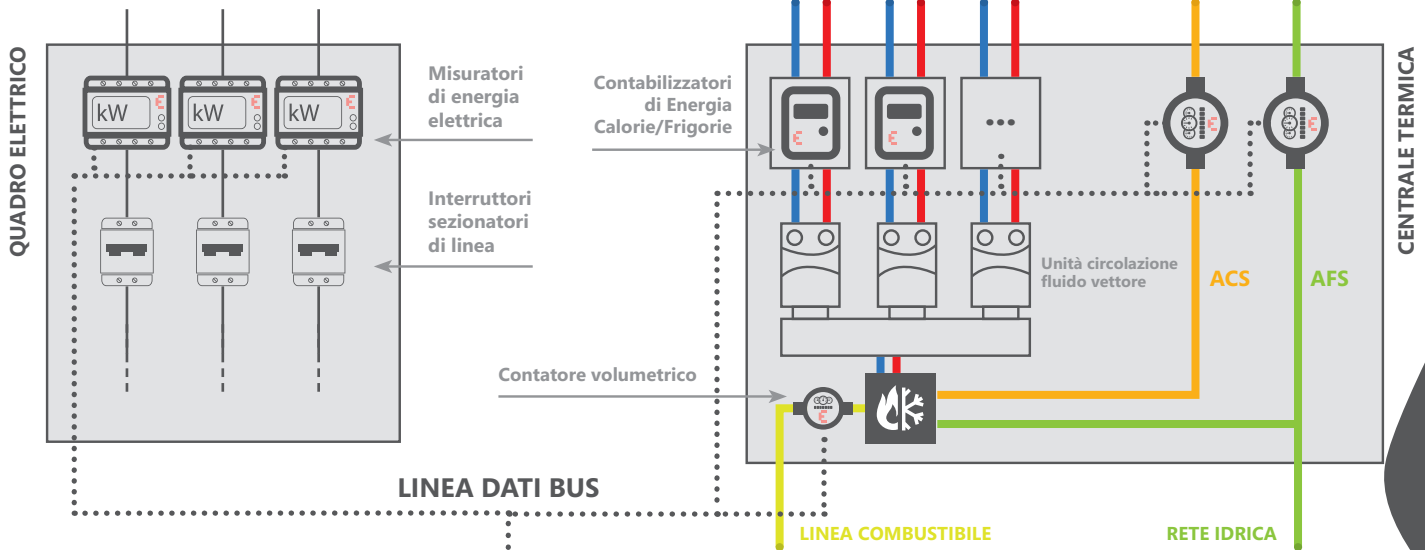 QUADRO ELETTRICO
kW
kW
kW
Misuratori
di energia
elettrica
Interruttori
sezionatori
di linea
Contabilizzatori
di Energia
Calorie/Frigorie
...
Unità circolazione
fluido vettore
ACS
AFS
CENTRALE TERMICA
Contatore volumetrico
LINEA DATI BUS
LINEA COMBUSTIBILE
RETE IDRICA